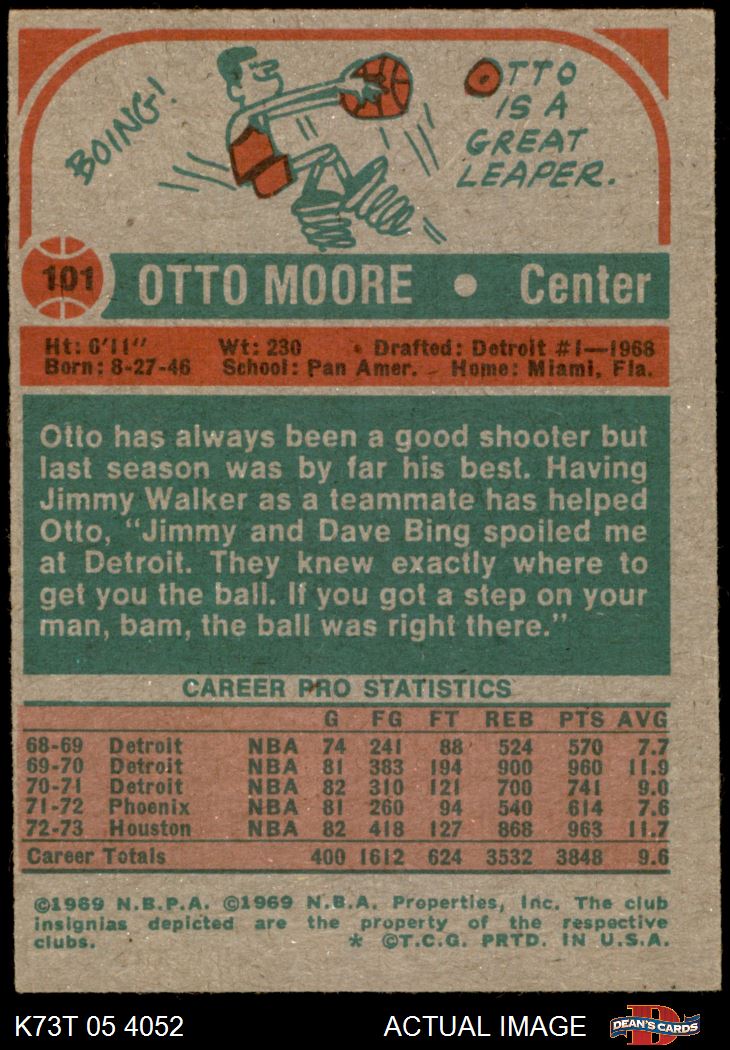 BOING!
OTTO
IS A
GREAT
LEAPER.
101 OTTO MOORE • Center
Ht: 6'11" Wt: 230 • Drafted: Detroit #1—1968
Born: 8-27-46 School: Pan Amer. Home: Miami, Fla.
Otto has always been a good shooter but
last season was by far his best. Having
Jimmy Walker as a teammate has helped
Otto, "Jimmy and Dave Bing spoiled me
at Detroit. They knew exactly where to
get you the ball. If you got a step on your
man, bam, the ball was right there."
CAREER PRO STATISTICS
G FG FT REB PTS AVG
68-69 Detroit NBA 74 241 88 524 570 7.7
69-70 Detroit NBA 81 383 194 900 960 11.9
70-71 Detroit NBA 82 310 121 700 741 9.0
71-72 Phoenix NBA 81 260 94 540 614 7.6
72-73 Houston NBA 82 418 127 868 963 11.7
Career Totals 400 1612 624 3532 3848 9.6
©1969 N.B.P.A. ©1969 N.B.A. Properties, Inc. The club
insignias depicted are the property of the respective
clubs. * ©T.C.G. PRTD. IN U.S.A.
K73T 05 4052 ACTUAL IMAGE DEAN'S CARDS